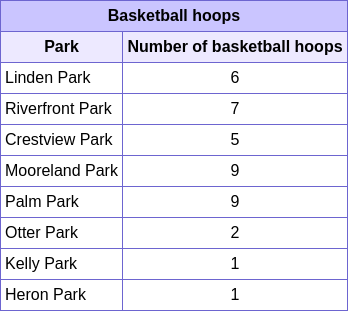 Basketball hoops
Park Number of basketball hoops
Linden Park 6
Riverfront Park 7
Crestview Park 5
Mooreland Park 9
Palm Park 9
Otter Park 2
Kelly Park 1
Heron Park 1